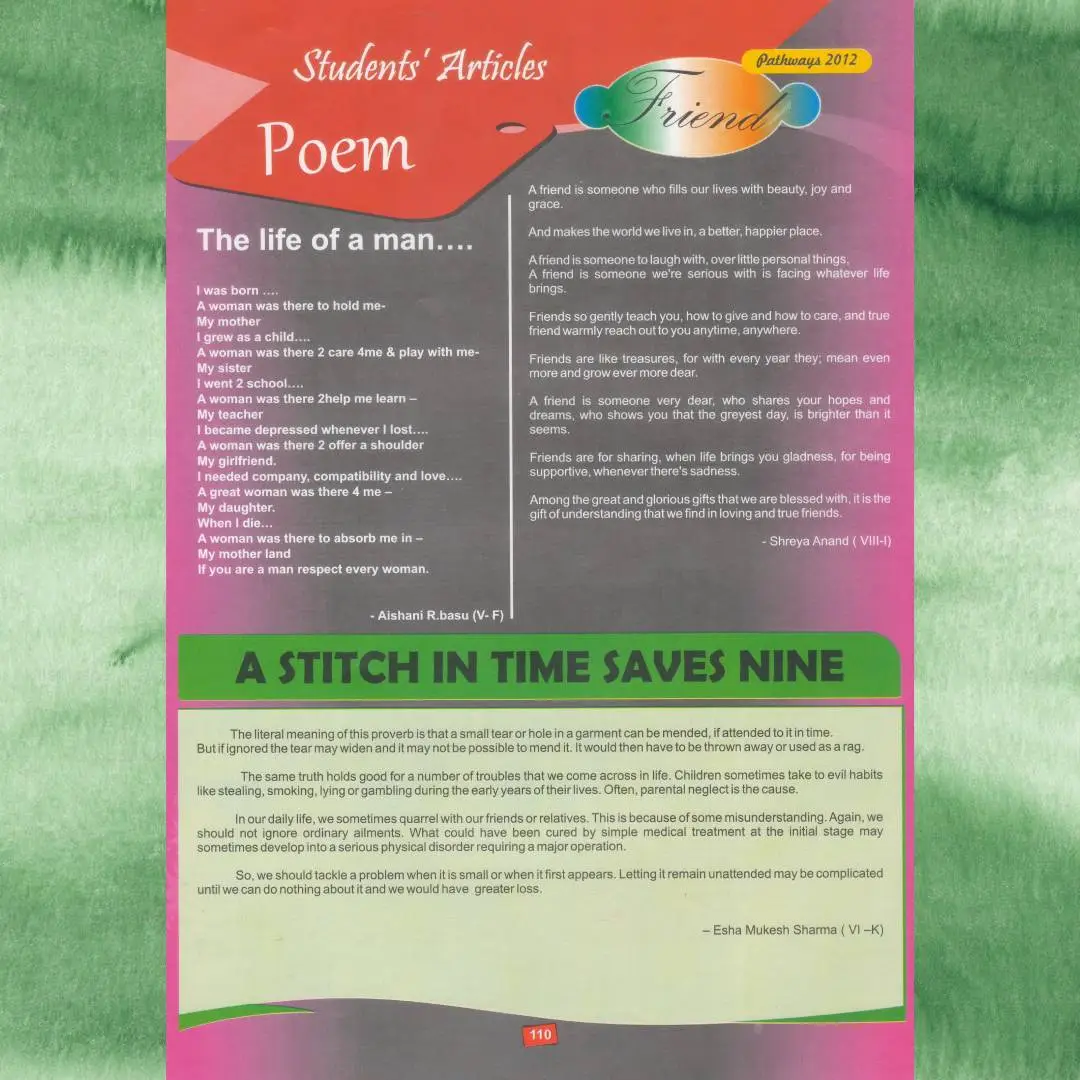 Students' Articles
Pathways 2012
Poem
Friend
The life of a man....
I was born ....
A woman was there to hold me-
My mother
I grew as a child....
A woman was there 2 care 4me & play with me-
My sister
I went 2 school....
A woman was there 2help me learn –
My teacher
I became depressed whenever I lost....
A woman was there 2 offer a shoulder
My girlfriend.
I needed company, compatibility and love....
A great woman was there 4 me –
My daughter.
When I die...
A woman was there to absorb me in –
My mother land
If you are a man respect every woman.
- Aishani R.basu (V- F)
A friend is someone who fills our lives with beauty, joy and
grace.
And makes the world we live in, a better, happier place.
A friend is someone to laugh with, over little personal things,
A friend is someone we're serious with is facing whatever life
brings.
Friends so gently teach you, how to give and how to care, and true
friend warmly reach out to you anytime, anywhere.
Friends are like treasures, for with every year they; mean even
more and grow ever more dear.
A friend is someone very dear, who shares your hopes and
dreams, who shows you that the greyest day, is brighter than it
seems.
Friends are for sharing, when life brings you gladness, for being
supportive, whenever there's sadness.
Among the great and glorious gifts that we are blessed with, it is the
gift of understanding that we find in loving and true friends.
- Shreya Anand ( VIII-I)
A STITCH IN TIME SAVES NINE
The literal meaning of this proverb is that a small tear or hole in a garment can be mended, if attended to it in time.
But if ignored the tear may widen and it may not be possible to mend it. It would then have to be thrown away or used as a rag.
The same truth holds good for a number of troubles that we come across in life. Children sometimes take to evil habits
like stealing, smoking, lying or gambling during the early years of their lives. Often, parental neglect is the cause.
In our daily life, we sometimes quarrel with our friends or relatives. This is because of some misunderstanding. Again, we
should not ignore ordinary ailments. What could have been cured by simple medical treatment at the initial stage may
sometimes develop into a serious physical disorder requiring a major operation.
So, we should tackle a problem when it is small or when it first appears. Letting it remain unattended may be complicated
until we can do nothing about it and we would have greater loss.
– Esha Mukesh Sharma ( VI –K)
110